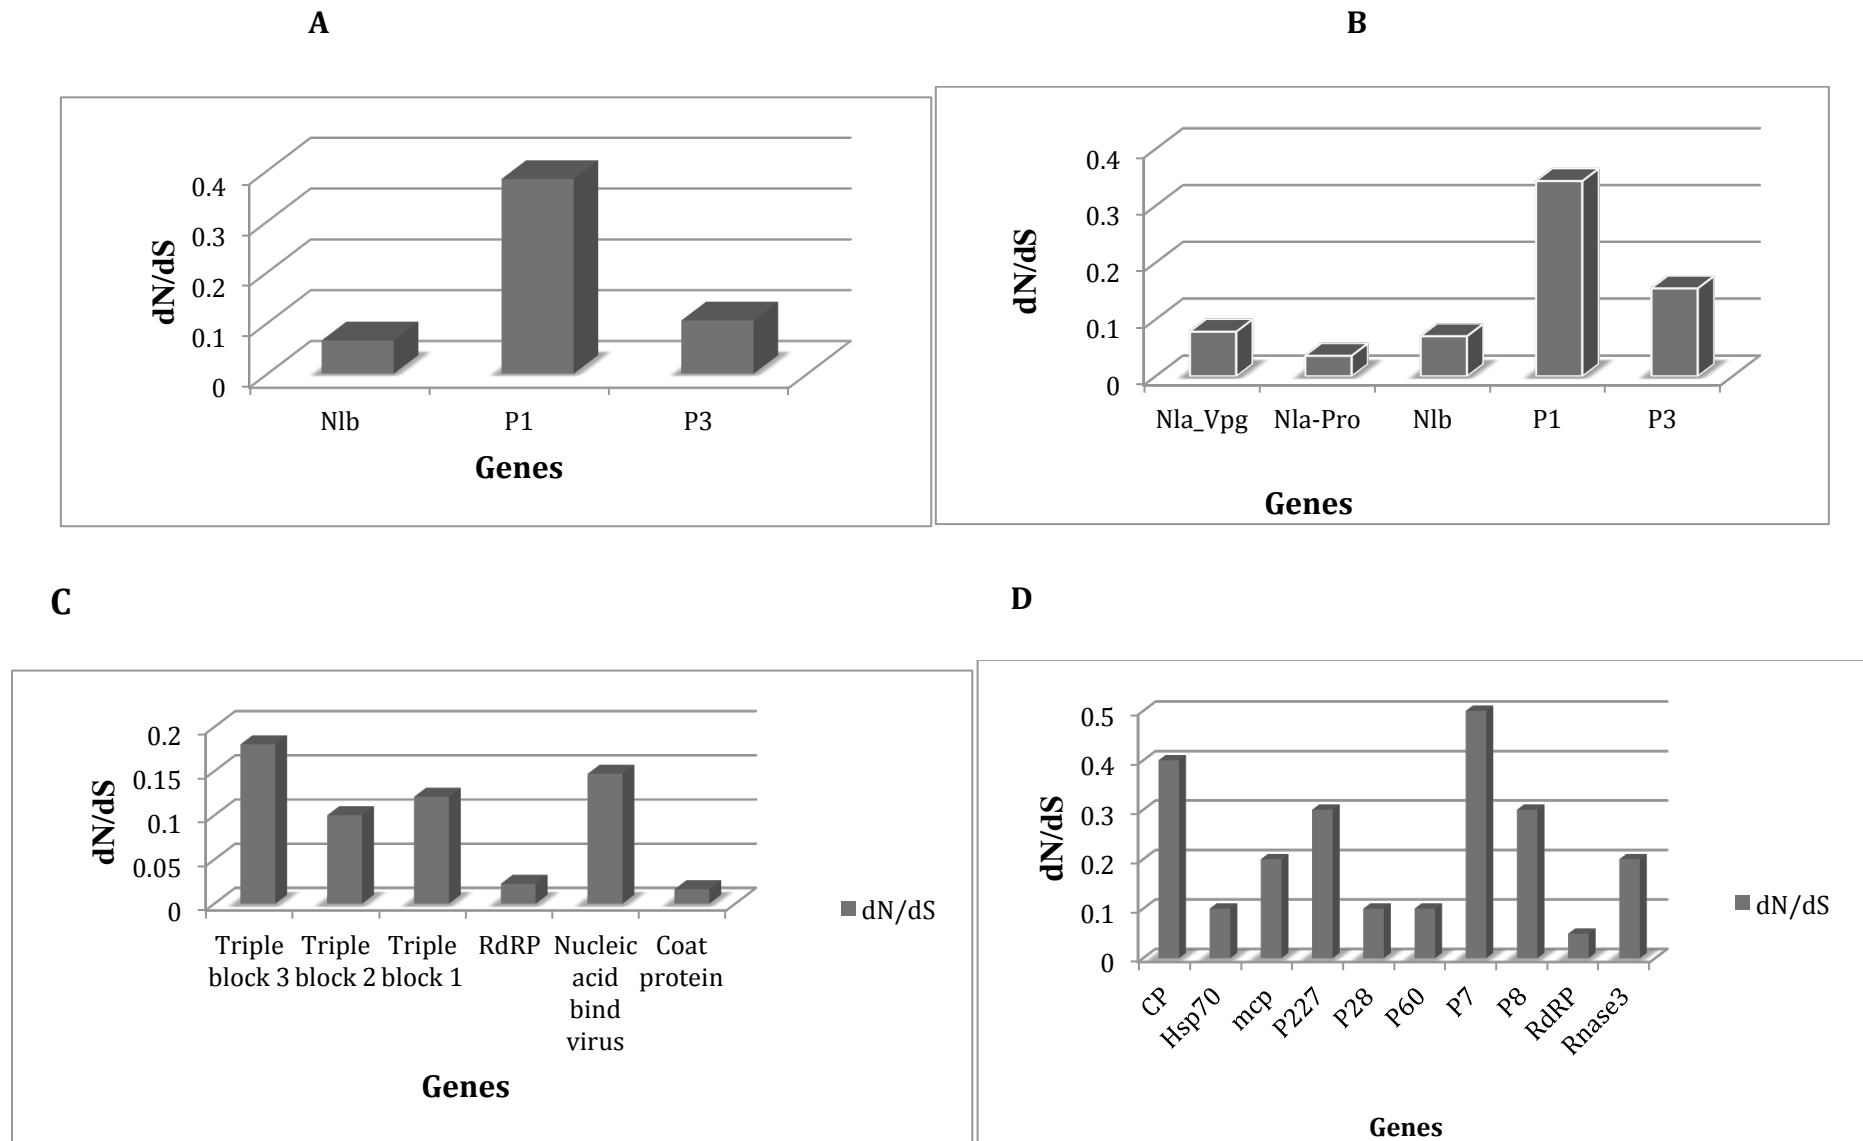 A
B
dN/dS
0.4
0.3
0.2
0.1
0
NIb
P1
P3
Genes
dN/dS
0.4
0.3
0.2
0.1
0
NIa_Vpg
NIa-Pro
NIb
P1
P3
Genes
C
D
dN/dS
0.2
0.15
0.1
0.05
0
Triple
block 3
Triple
block 2
Triple
block 1
RdRP
Nucleic
acid
bind
virus
Coat
protein
dN/dS
Genes
dN/dS
0.5
0.4
0.3
0.2
0.1
0
CP
Hsp70
mcp
P227
P28
P60
P7
P8
RdRP
Rnase3
dN/dS
Genes